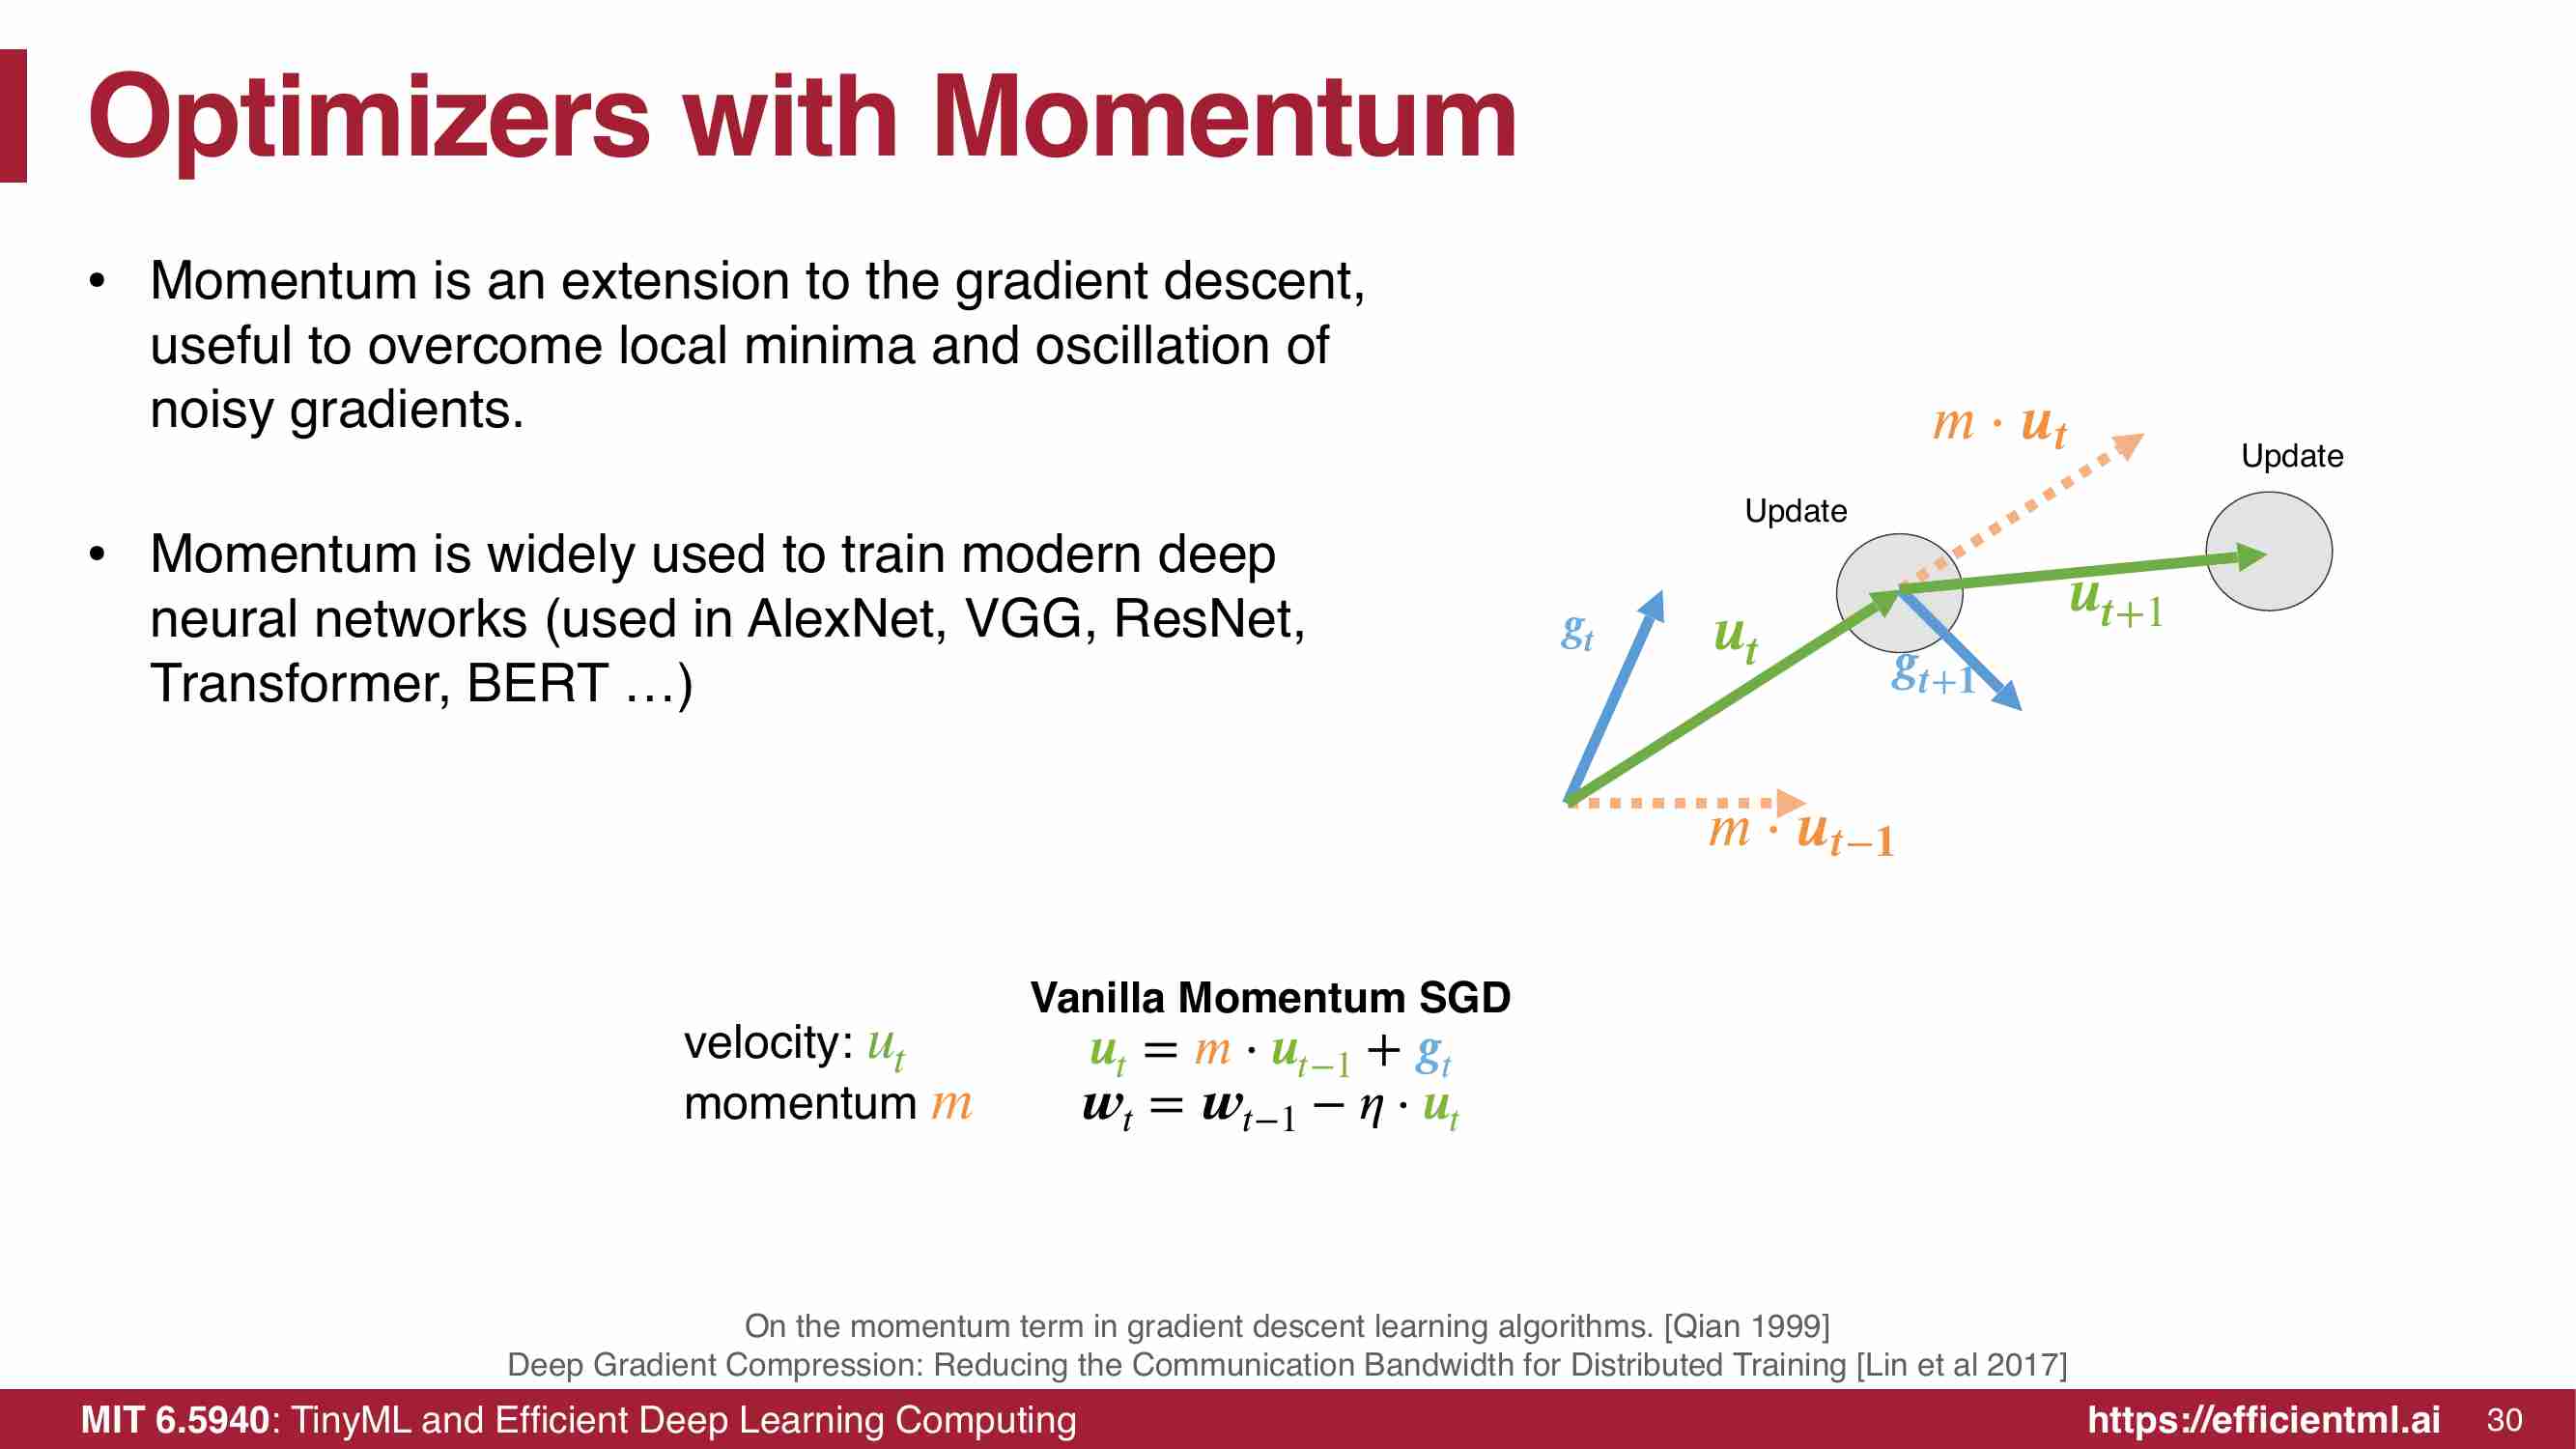 Optimizers with Momentum
• Momentum is an extension to the gradient descent,
useful to overcome local minima and oscillation of
noisy gradients.
• Momentum is widely used to train modern deep
neural networks (used in AlexNet, VGG, ResNet,
Transformer, BERT …)
m · u_t
Update
Update
g_t
u_t
u_{t+1}
g_{t+1}
m · u_{t−1}
Vanilla Momentum SGD
velocity: u_t
u_t = m · u_{t−1} + g_t
momentum m
w_t = w_{t−1} − η · u_t
On the momentum term in gradient descent learning algorithms. [Qian 1999]
Deep Gradient Compression: Reducing the Communication Bandwidth for Distributed Training [Lin et al 2017]
MIT 6.5940: TinyML and Efficient Deep Learning Computing
https://efficientml.ai
30